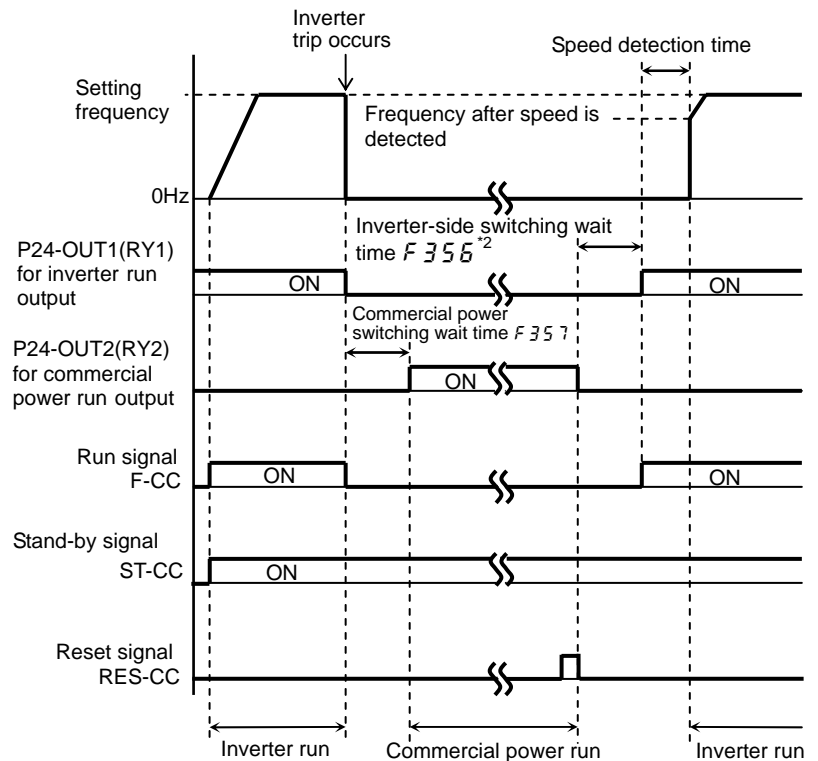 Inverter
trip occurs
Speed detection time
Setting
frequency
Frequency after speed is
detected
0Hz
Inverter-side switching wait
time F356*2
P24-OUT1(RY1)
for inverter run
output
ON
ON
Commercial power
switching wait time F357
P24-OUT2(RY2)
for commercial
power run output
ON
Run signal
F-CC
ON
ON
Stand-by signal
ST-CC
ON
Reset signal
RES-CC
Inverter run
Commercial power run
Inverter run